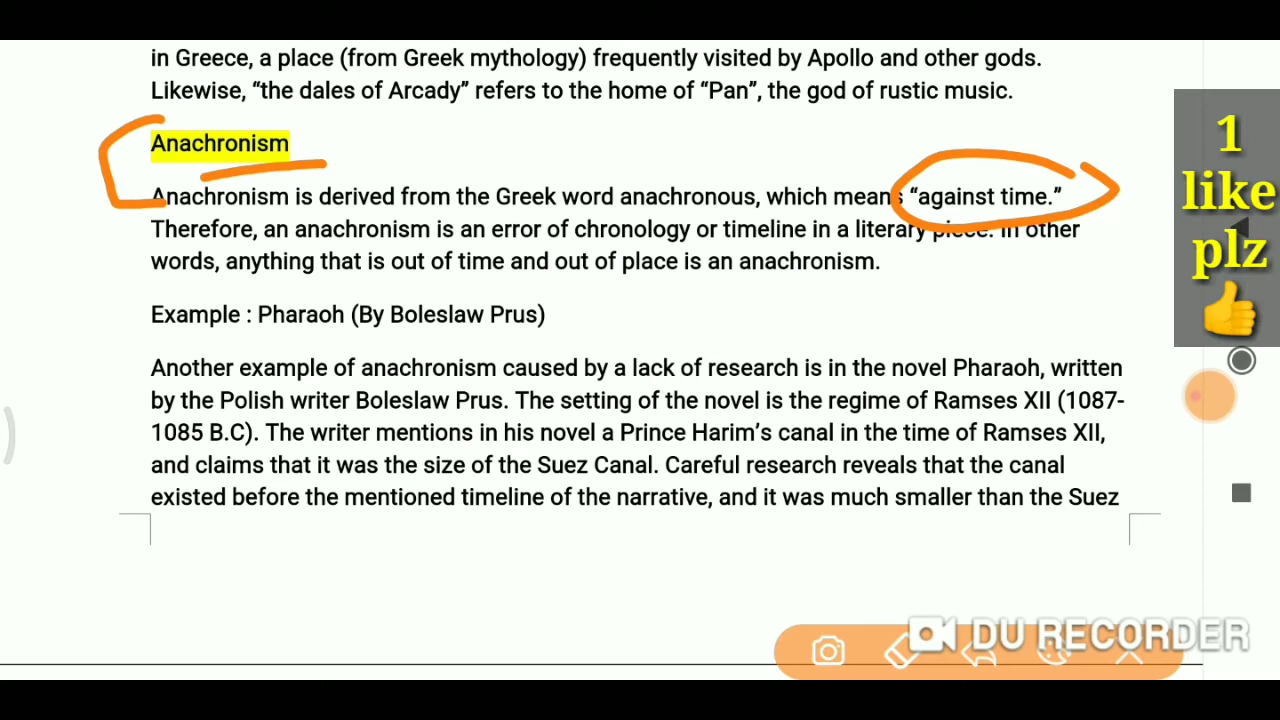 in Greece, a place (from Greek mythology) frequently visited by Apollo and other gods.
Likewise, “the dales of Arcady” refers to the home of “Pan”, the god of rustic music.
Anachronism
Anachronism is derived from the Greek word anachronous, which means “against time.”
Therefore, an anachronism is an error of chronology or timeline in a literary piece. In other
words, anything that is out of time and out of place is an anachronism.
Example : Pharaoh (By Boleslaw Prus)
Another example of anachronism caused by a lack of research is in the novel Pharaoh, written
by the Polish writer Boleslaw Prus. The setting of the novel is the regime of Ramses XII (1087-
1085 B.C). The writer mentions in his novel a Prince Harim’s canal in the time of Ramses XII,
and claims that it was the size of the Suez Canal. Careful research reveals that the canal
existed before the mentioned timeline of the narrative, and it was much smaller than the Suez
1
like
plz
DU RECORDER